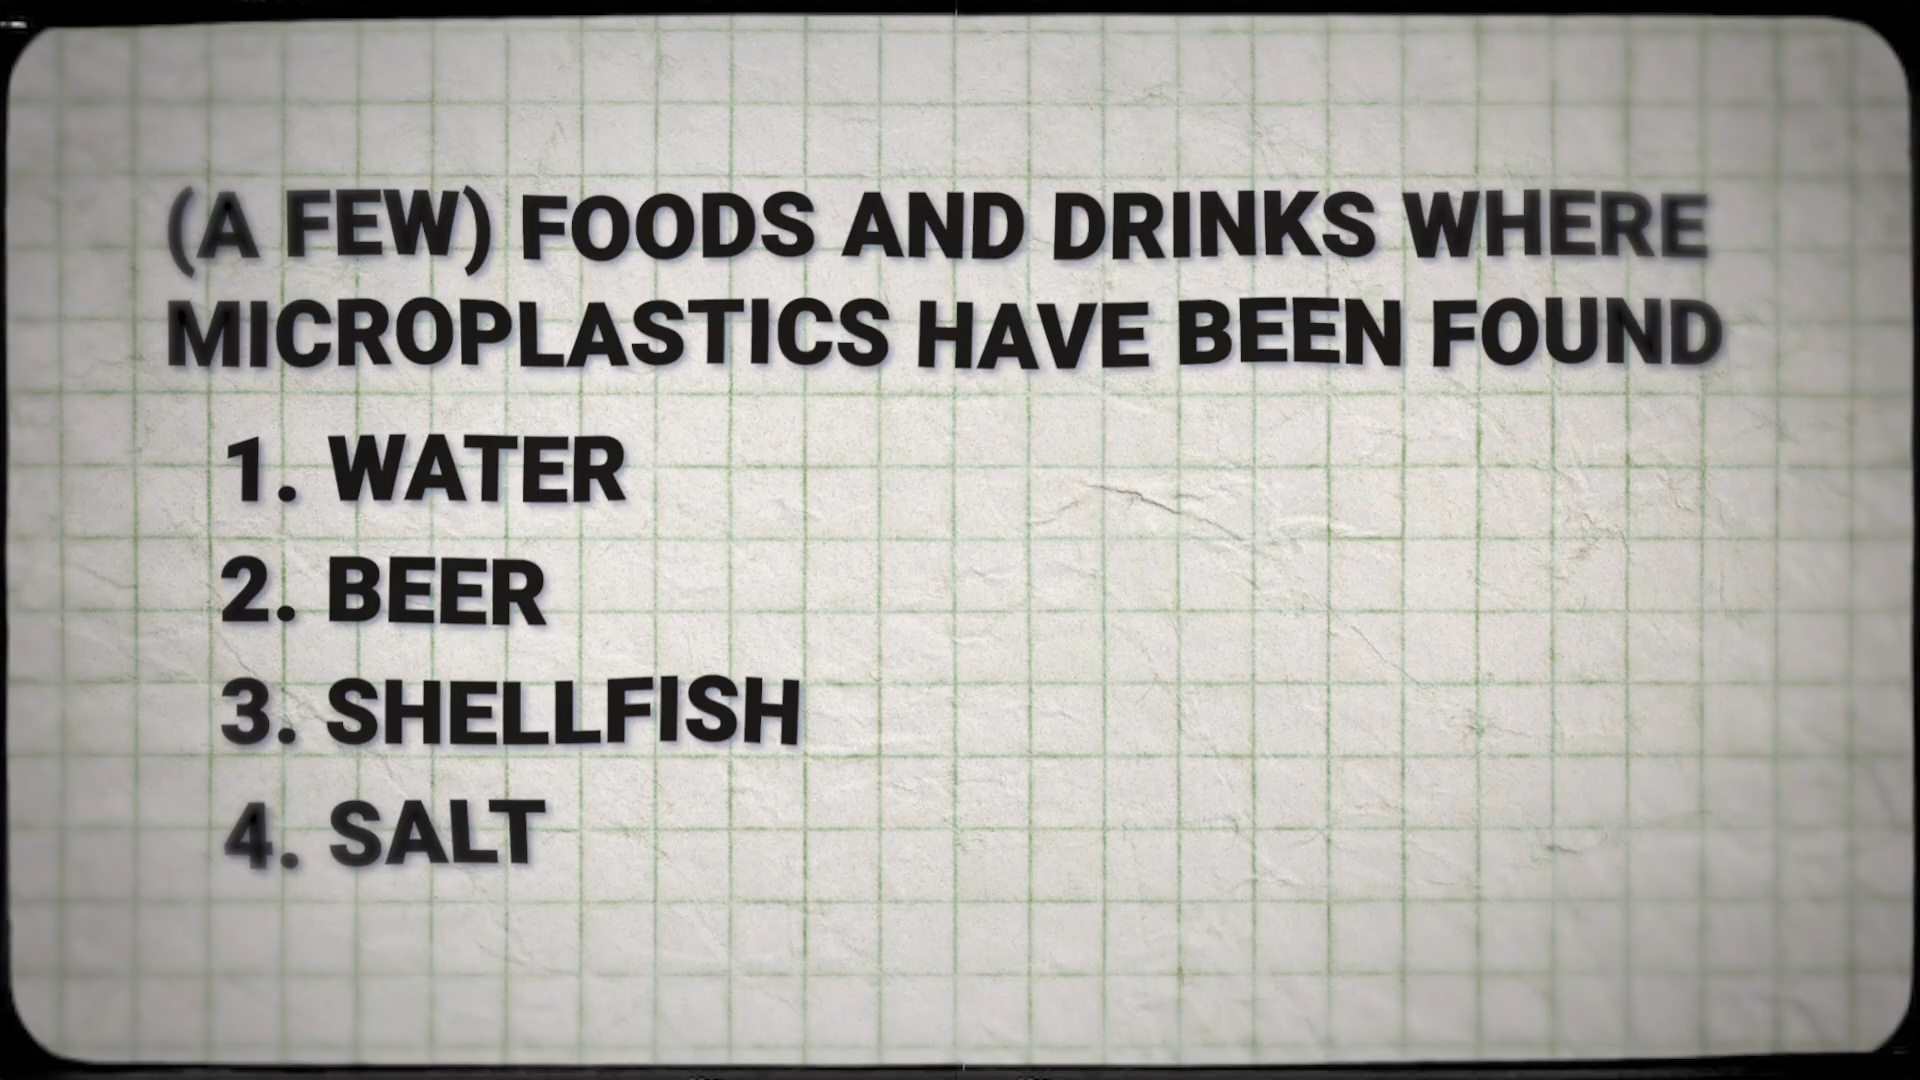 (A FEW) FOODS AND DRINKS WHERE
MICROPLASTICS HAVE BEEN FOUND
1. WATER
2. BEER
3. SHELLFISH
4. SALT